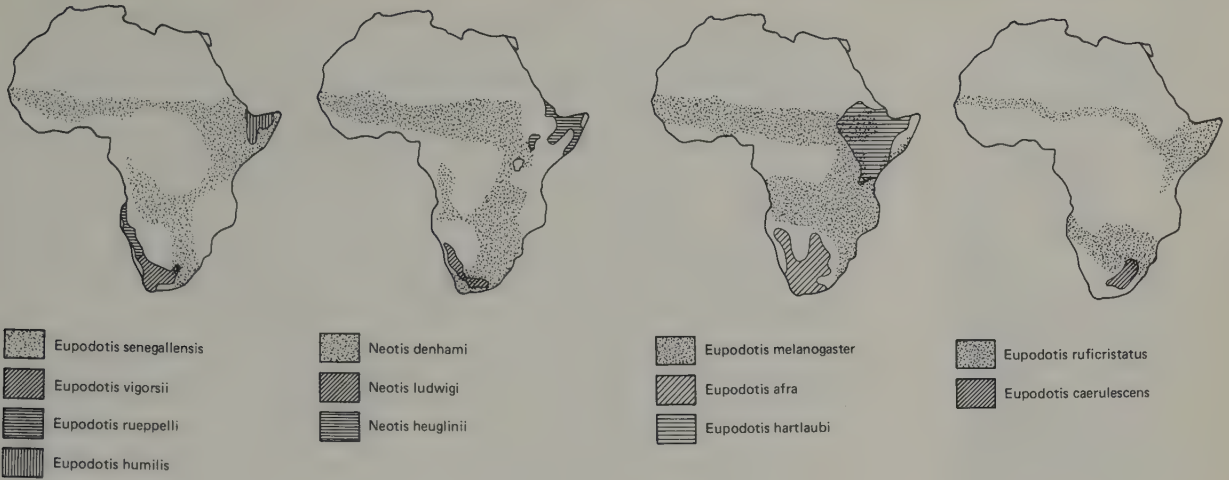 Eupodotis senegallensis
Eupodotis vigorsii
Eupodotis rueppelli
Eupodotis humilis
Neotis denhami
Neotis ludwigi
Neotis heuglinii
Eupodotis melanogaster
Eupodotis afra
Eupodotis hartlaubi
Eupodotis ruficristatus
Eupodotis caerulescens